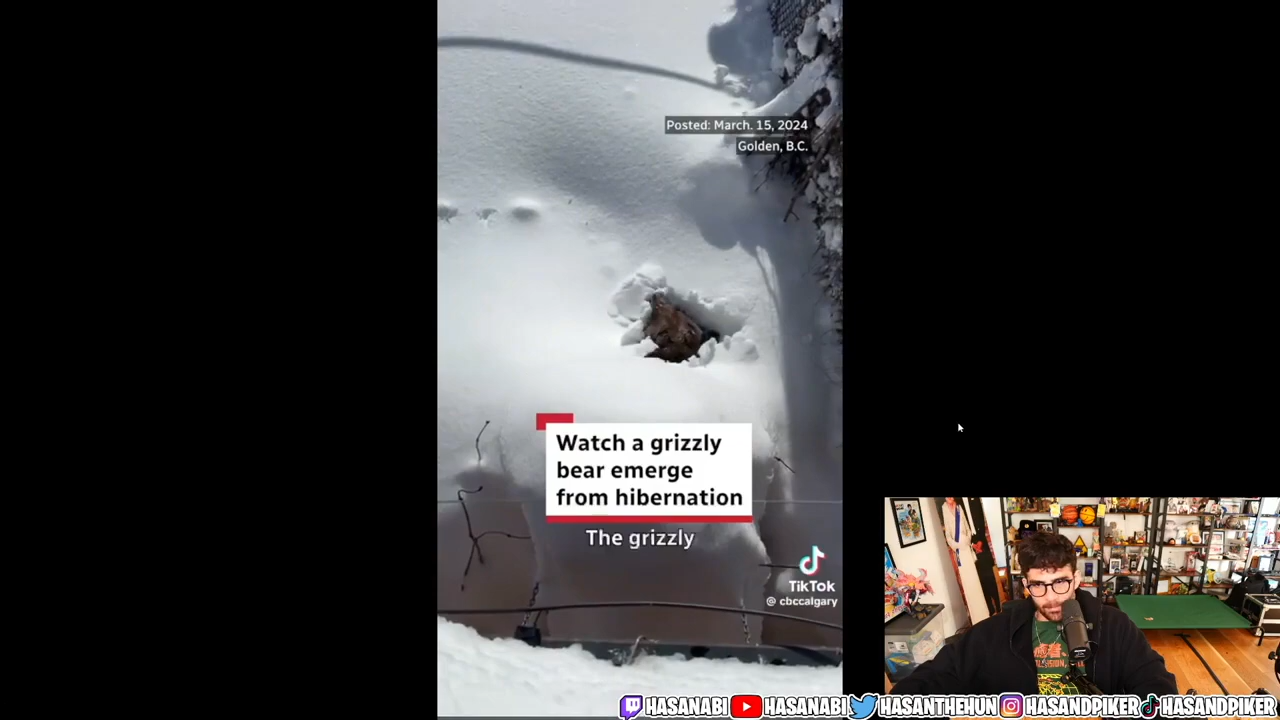 Posted: March. 15, 2024
Golden, B.C.
Watch a grizzly
bear emerge
from hibernation
The grizzly
TikTok
@ cbccalgary
HASANABI HASANABI HASANTHEHUN HASANDPIKER HASANDPIKER